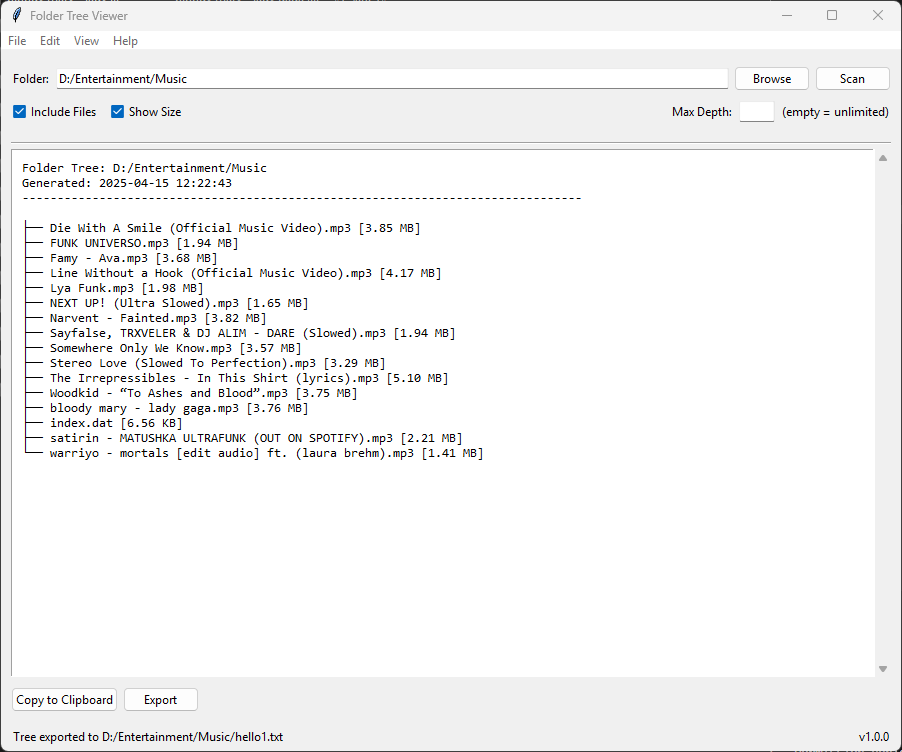 Folder Tree Viewer
File Edit View Help
Folder: D:/Entertainment/Music Browse Scan
Include Files Show Size Max Depth: (empty = unlimited)
Folder Tree: D:/Entertainment/Music
Generated: 2025-04-15 12:22:43
--------------------------------------------------------------------------------
├── Die With A Smile (Official Music Video).mp3 [3.85 MB]
├── FUNK UNIVERSO.mp3 [1.94 MB]
├── Famy - Ava.mp3 [3.68 MB]
├── Line Without a Hook (Official Music Video).mp3 [4.17 MB]
├── Lya Funk.mp3 [1.98 MB]
├── NEXT UP! (Ultra Slowed).mp3 [1.65 MB]
├── Narvent - Fainted.mp3 [3.82 MB]
├── Sayfalse, TRXVELER & DJ ALIM - DARE (Slowed).mp3 [1.94 MB]
├── Somewhere Only We Know.mp3 [3.57 MB]
├── Stereo Love (Slowed To Perfection).mp3 [3.29 MB]
├── The Irrepressibles - In This Shirt (lyrics).mp3 [5.10 MB]
├── Woodkid - “To Ashes and Blood”.mp3 [3.75 MB]
├── bloody mary - lady gaga.mp3 [3.76 MB]
├── index.dat [6.56 KB]
├── satirin - MATUSHKA ULTRAFUNK (OUT ON SPOTIFY).mp3 [2.21 MB]
└── warriyo - mortals [edit audio] ft. (laura brehm).mp3 [1.41 MB]
Copy to Clipboard Export
Tree exported to D:/Entertainment/Music/hello1.txt v1.0.0